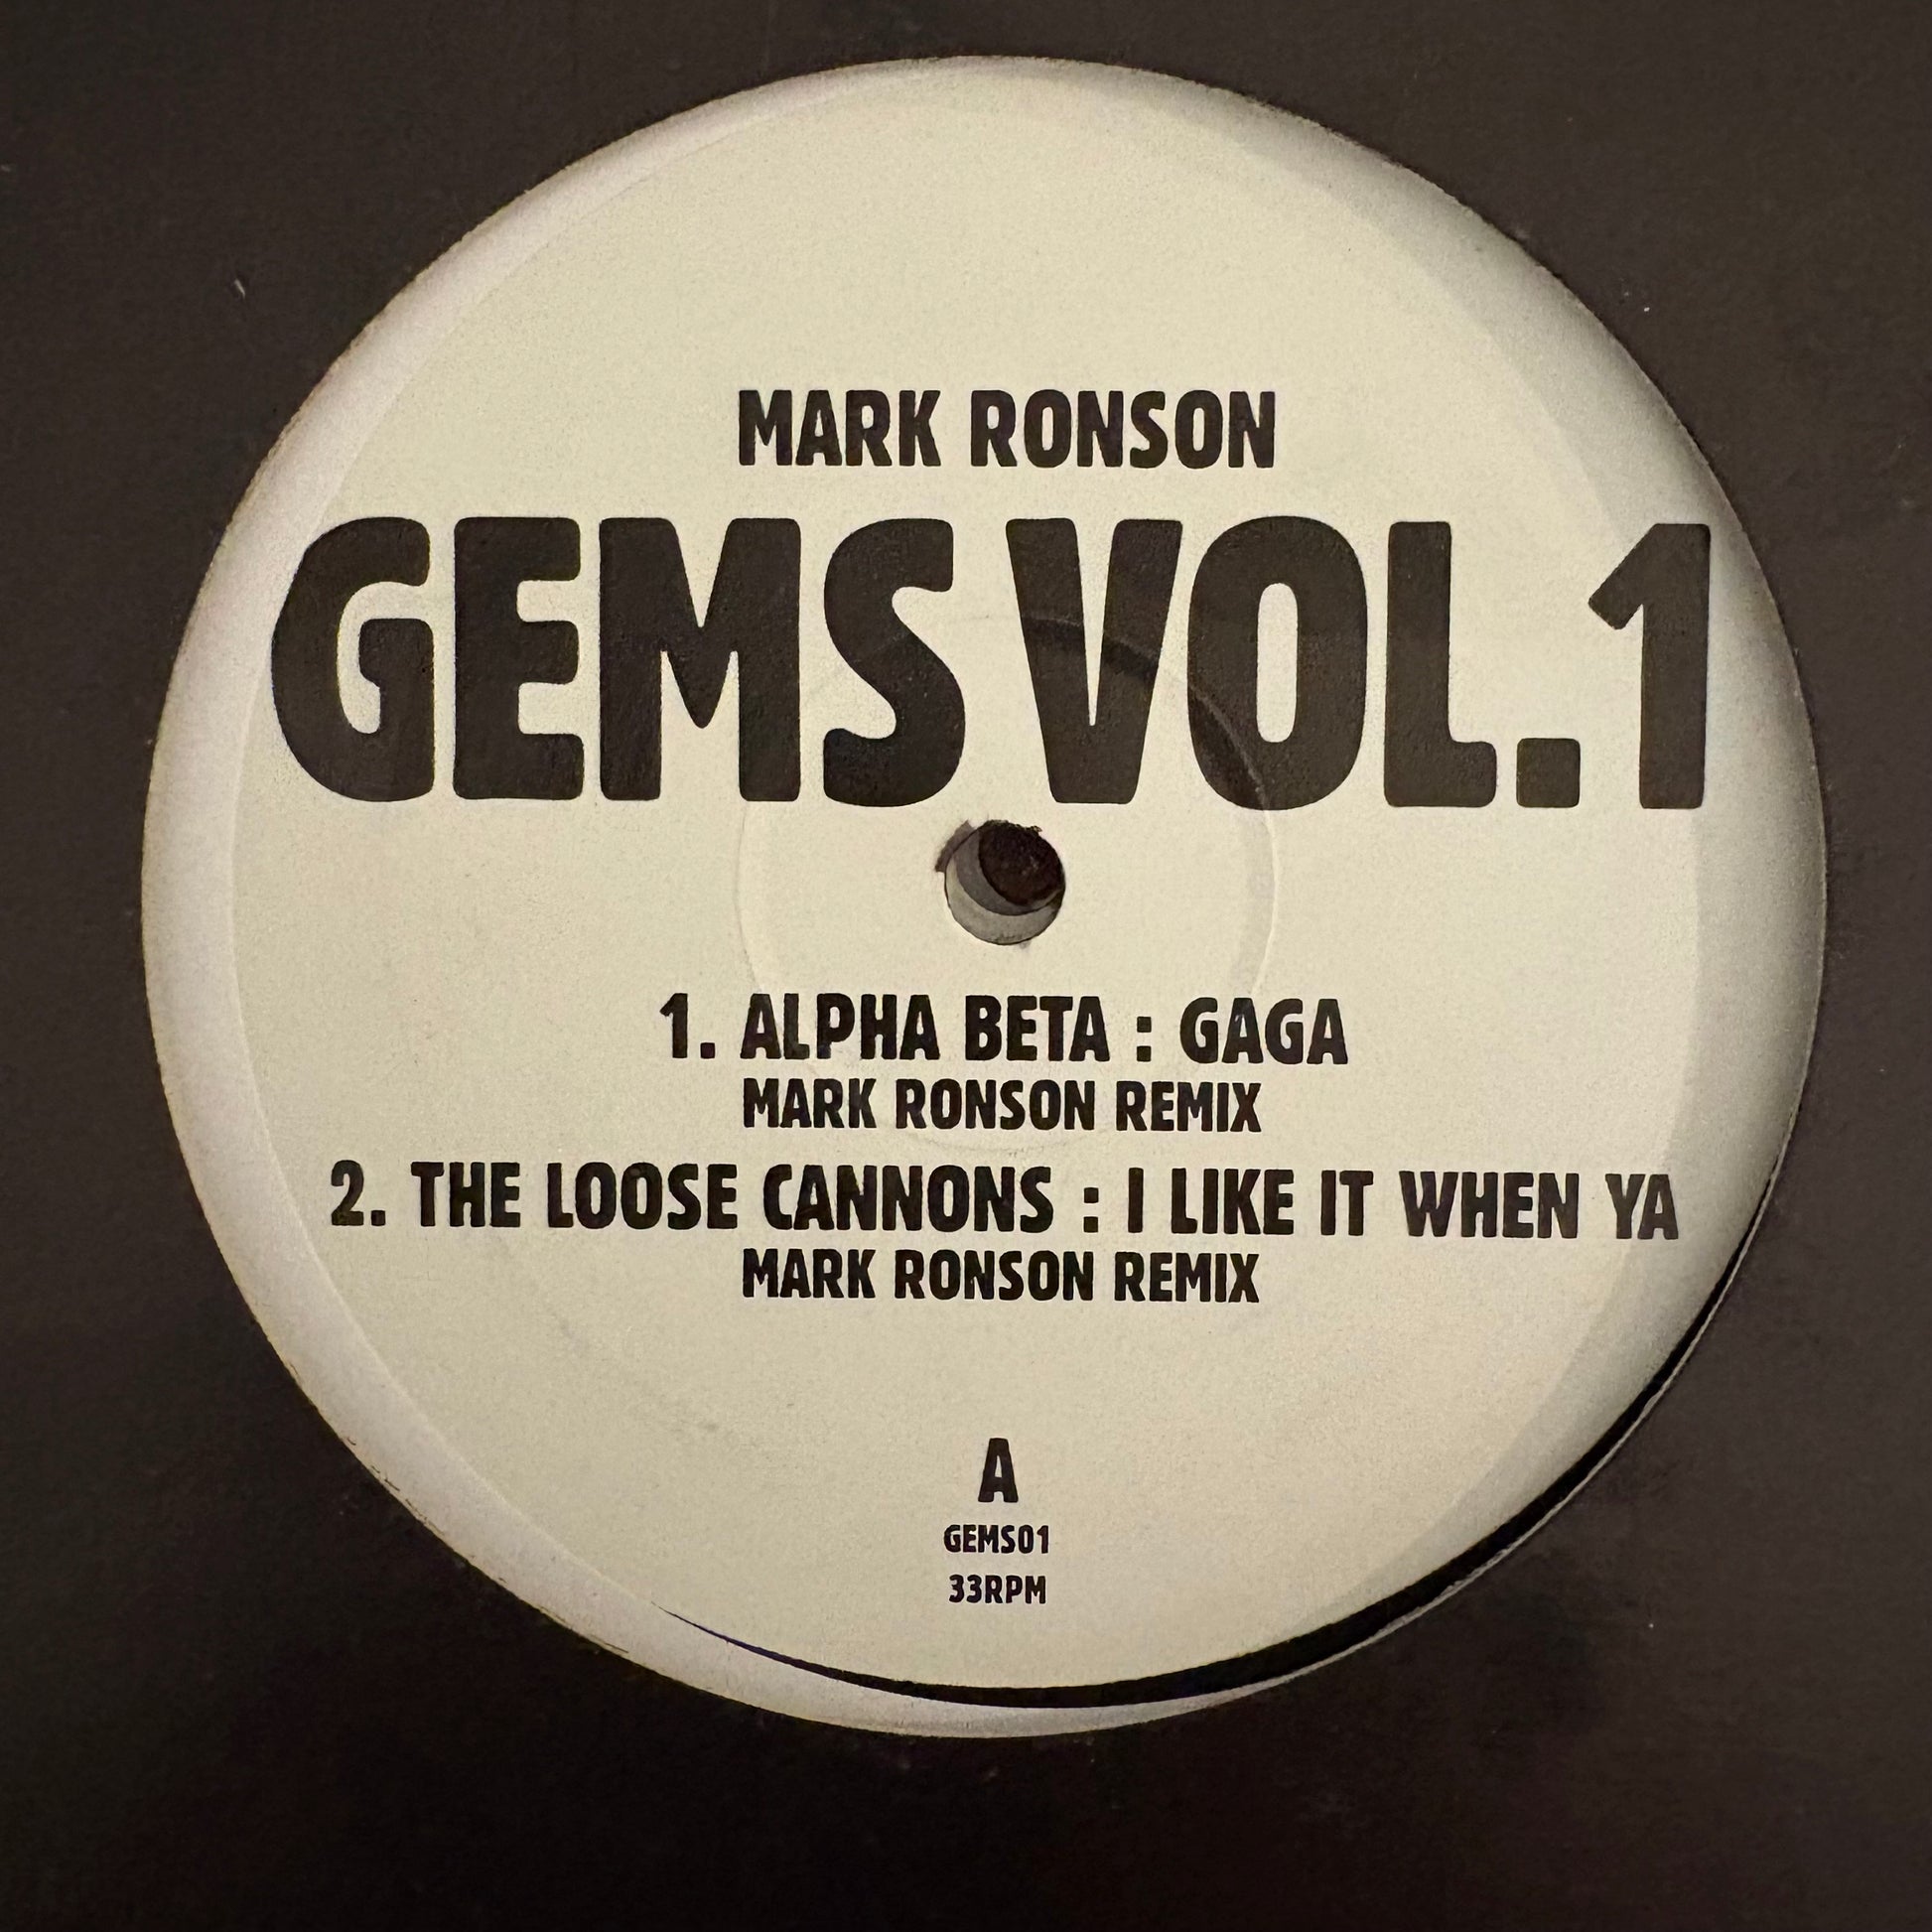 MARK RONSON
GEMS VOL.1
1. ALPHA BETA : GAGA
MARK RONSON REMIX
2. THE LOOSE CANNONS : I LIKE IT WHEN YA
MARK RONSON REMIX
A
GEMS01
33RPM